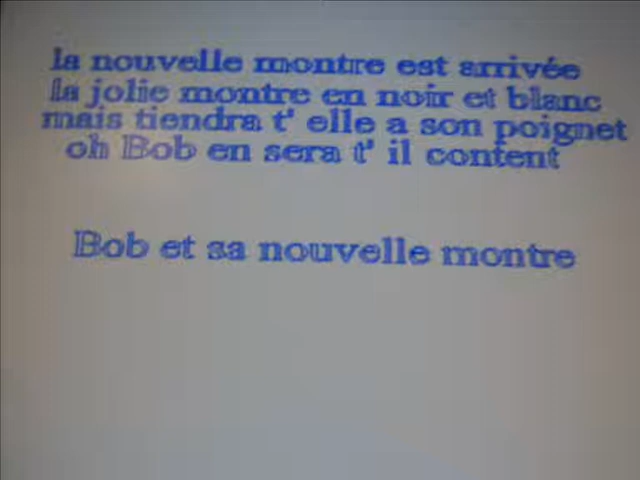 la nouvelle montre est arrivée
la jolie montre en noir et blanc
mais tiendra t' elle a son poignet
oh Bob en sera t' il content
Bob et sa nouvelle montre